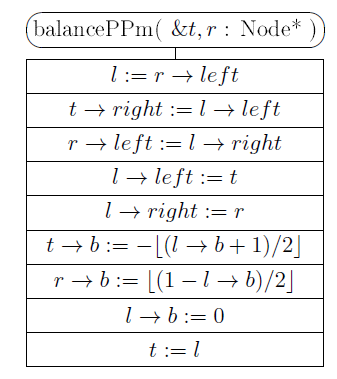 balancePPm( &t, r : Node* )
l := r → left
t → right := l → left
r → left := l → right
l → left := t
l → right := r
t → b := −⌊(l → b + 1)/2⌋
r → b := ⌊(1 − l → b)/2⌋
l → b := 0
t := l